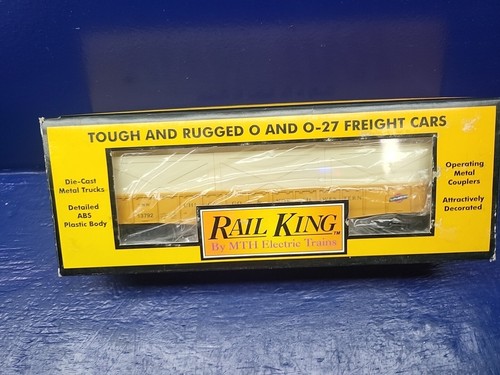 TOUGH AND RUGGED O AND O-27 FREIGHT CARS
Die-Cast
Metal Trucks
Detailed
ABS
Plastic Body
Operating
Metal
Couplers
Attractively
Decorated
RAIL KING™
By MTH Electric Trains